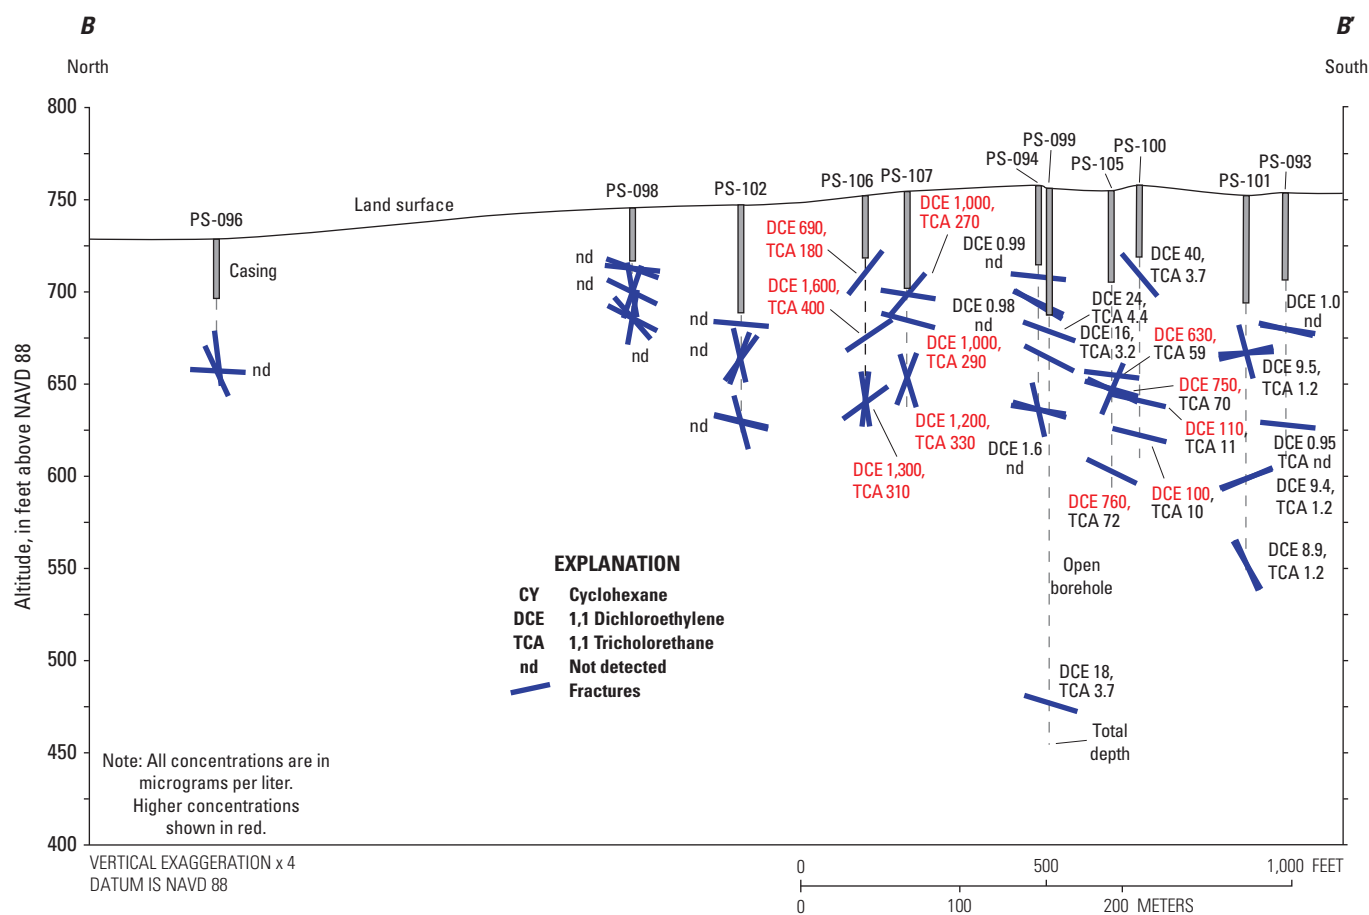 B
B'
North
South
Altitude, in feet above NAVD 88
800
750
700
650
600
550
500
450
400
PS-096
PS-098
PS-102
PS-106
PS-107
PS-094
PS-099
PS-105
PS-100
PS-101
PS-093
Land surface
Casing
nd
nd
nd
nd
nd
nd
nd
DCE 690,
TCA 180
DCE 1,600,
TCA 400
DCE 1,300,
TCA 310
DCE 1,000,
TCA 270
DCE 1,000,
TCA 290
DCE 1,200,
TCA 330
DCE 0.99
nd
DCE 0.98
nd
DCE 1.6
nd
DCE 24,
TCA 4.4
DCE 16,
TCA 3.2
DCE 18,
TCA 3.7
DCE 630,
TCA 59
DCE 750,
TCA 70
DCE 760,
TCA 72
DCE 40,
TCA 3.7
DCE 110,
TCA 11
DCE 100,
TCA 10
DCE 9.5,
TCA 1.2
DCE 1.0
nd
DCE 0.95
TCA nd
DCE 9.4,
TCA 1.2
DCE 8.9,
TCA 1.2
Open
borehole
Total
depth
EXPLANATION
CY Cyclohexane
DCE 1,1 Dichloroethylene
TCA 1,1 Tricholorethane
nd Not detected
Fractures
Note: All concentrations are in
micrograms per liter.
Higher concentrations
shown in red.
VERTICAL EXAGGERATION x 4
DATUM IS NAVD 88
0 500 1,000 FEET
0 100 200 METERS